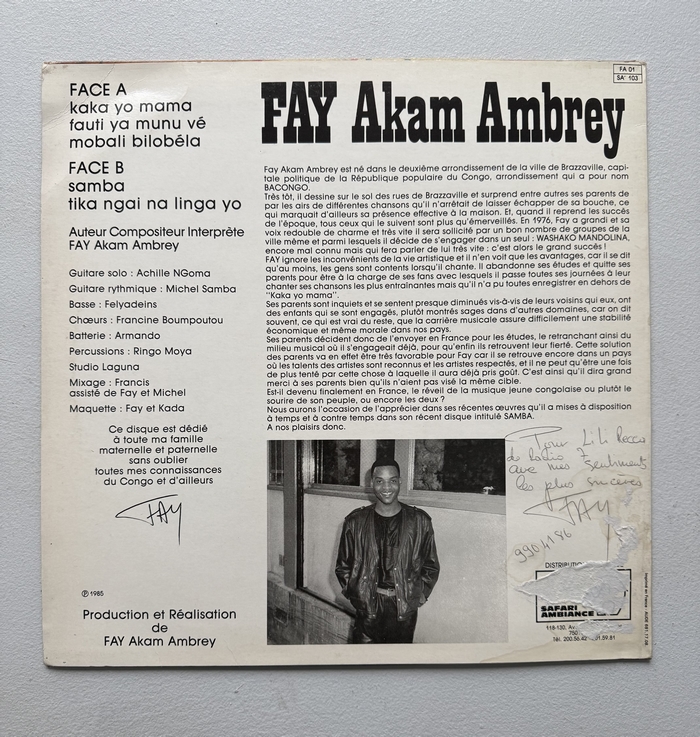 FACE A
kaka yo mama
fauti ya munu vé
mobali bilobéla
FACE B
samba
tika ngai na linga yo
Auteur Compositeur Interprète
FAY Akam Ambrey
Guitare solo : Achille NGoma
Guitare rythmique : Michel Samba
Basse : Felyadeins
Chœurs : Francine Boumpoutou
Batterie : Armando
Percussions : Ringo Moya
Studio Laguna
Mixage : Francis
assisté de Fay et Michel
Maquette : Fay et Kada
Ce disque est dédié
à toute ma famille
maternelle et paternelle
sans oublier
toutes mes connaissances
du Congo et d'ailleurs
FAY
℗ 1985
Production et Réalisation
de
FAY Akam Ambrey
FA 01
SA' 103
FAY Akam Ambrey
Fay Akam Ambrey est né dans le deuxième arrondissement de la ville de Brazzaville, capi-
tale politique de la République populaire du Congo, arrondissement qui a pour nom
BACONGO.
Très tôt, il dessine sur le sol des rues de Brazzaville et surprend entre autres ses parents de
par les airs de différentes chansons qu'il n'arrêtait de laisser échapper de sa bouche, ce
qui marquait d'ailleurs sa présence effective à la maison. Et, quand il reprend les succès
de l'époque, tous ceux qui le suivent sont plus qu'émerveillés. En 1976, Fay a grandi et sa
voix redouble de charme et très vite il sera sollicité par un bon nombre de groupes de la
ville même et parmi lesquels il décide de s'engager dans un seul : WASHAKO MANDOLINA,
encore mal connu mais qui fera parler de lui très vite : c'est alors le grand succès !
FAY ignore les inconvénients de la vie artistique et il n'en voit que les avantages, car il se dit
qu'au moins, les gens sont contents lorsqu'il chante. Il abandonne ses études et quitte ses
parents pour être à la charge de ses fans avec lesquels il passe toutes ses journées à leur
chanter ses chansons les plus entraînantes mais qu'il n'a pu toutes enregistrer en dehors de
"Kaka yo mama".
Ses parents sont inquiets et se sentent presque diminués vis-à-vis de leurs voisins qui eux, ont
des enfants qui se sont engagés, plutôt montrés sages dans d'autres domaines, car on dit
souvent, ce qui est vrai du reste, que la carrière musicale assure difficilement une stabilité
économique et même morale dans nos pays.
Ses parents décident donc de l'envoyer en France pour les études, le retranchant ainsi du
milieu musical où il s'engageait déjà, pour qu'enfin ils retrouvent leur fierté. Cette solution
des parents va en effet être très favorable pour Fay car il se retrouve encore dans un pays
où les talents des artistes sont reconnus et les artistes respectés, et il ne peut qu'être une fois
de plus tenté par cette chose à laquelle il aura déjà pris goût. C'est ainsi qu'il dira grand
merci à ses parents bien qu'ils n'aient pas visé la même cible.
Est-il devenu finalement en France, le réveil de la musique jeune congolaise ou plutôt le
sourire de son peuple, ou encore les deux ?
Nous aurons l'occasion de l'apprécier dans ses récentes œuvres qu'il a mises à disposition
à temps et à contre temps dans son récent disque intitulé SAMBA.
A nos plaisirs donc.
Pour Lili Recca
de Radio 7
avec mes sentiments
les plus sincères
FAY
DISTRIBUTI
SAFARI
AMBIANCE
118-130, Av
750
Tél. 200.56.42 01.59.81
Imprimé en France